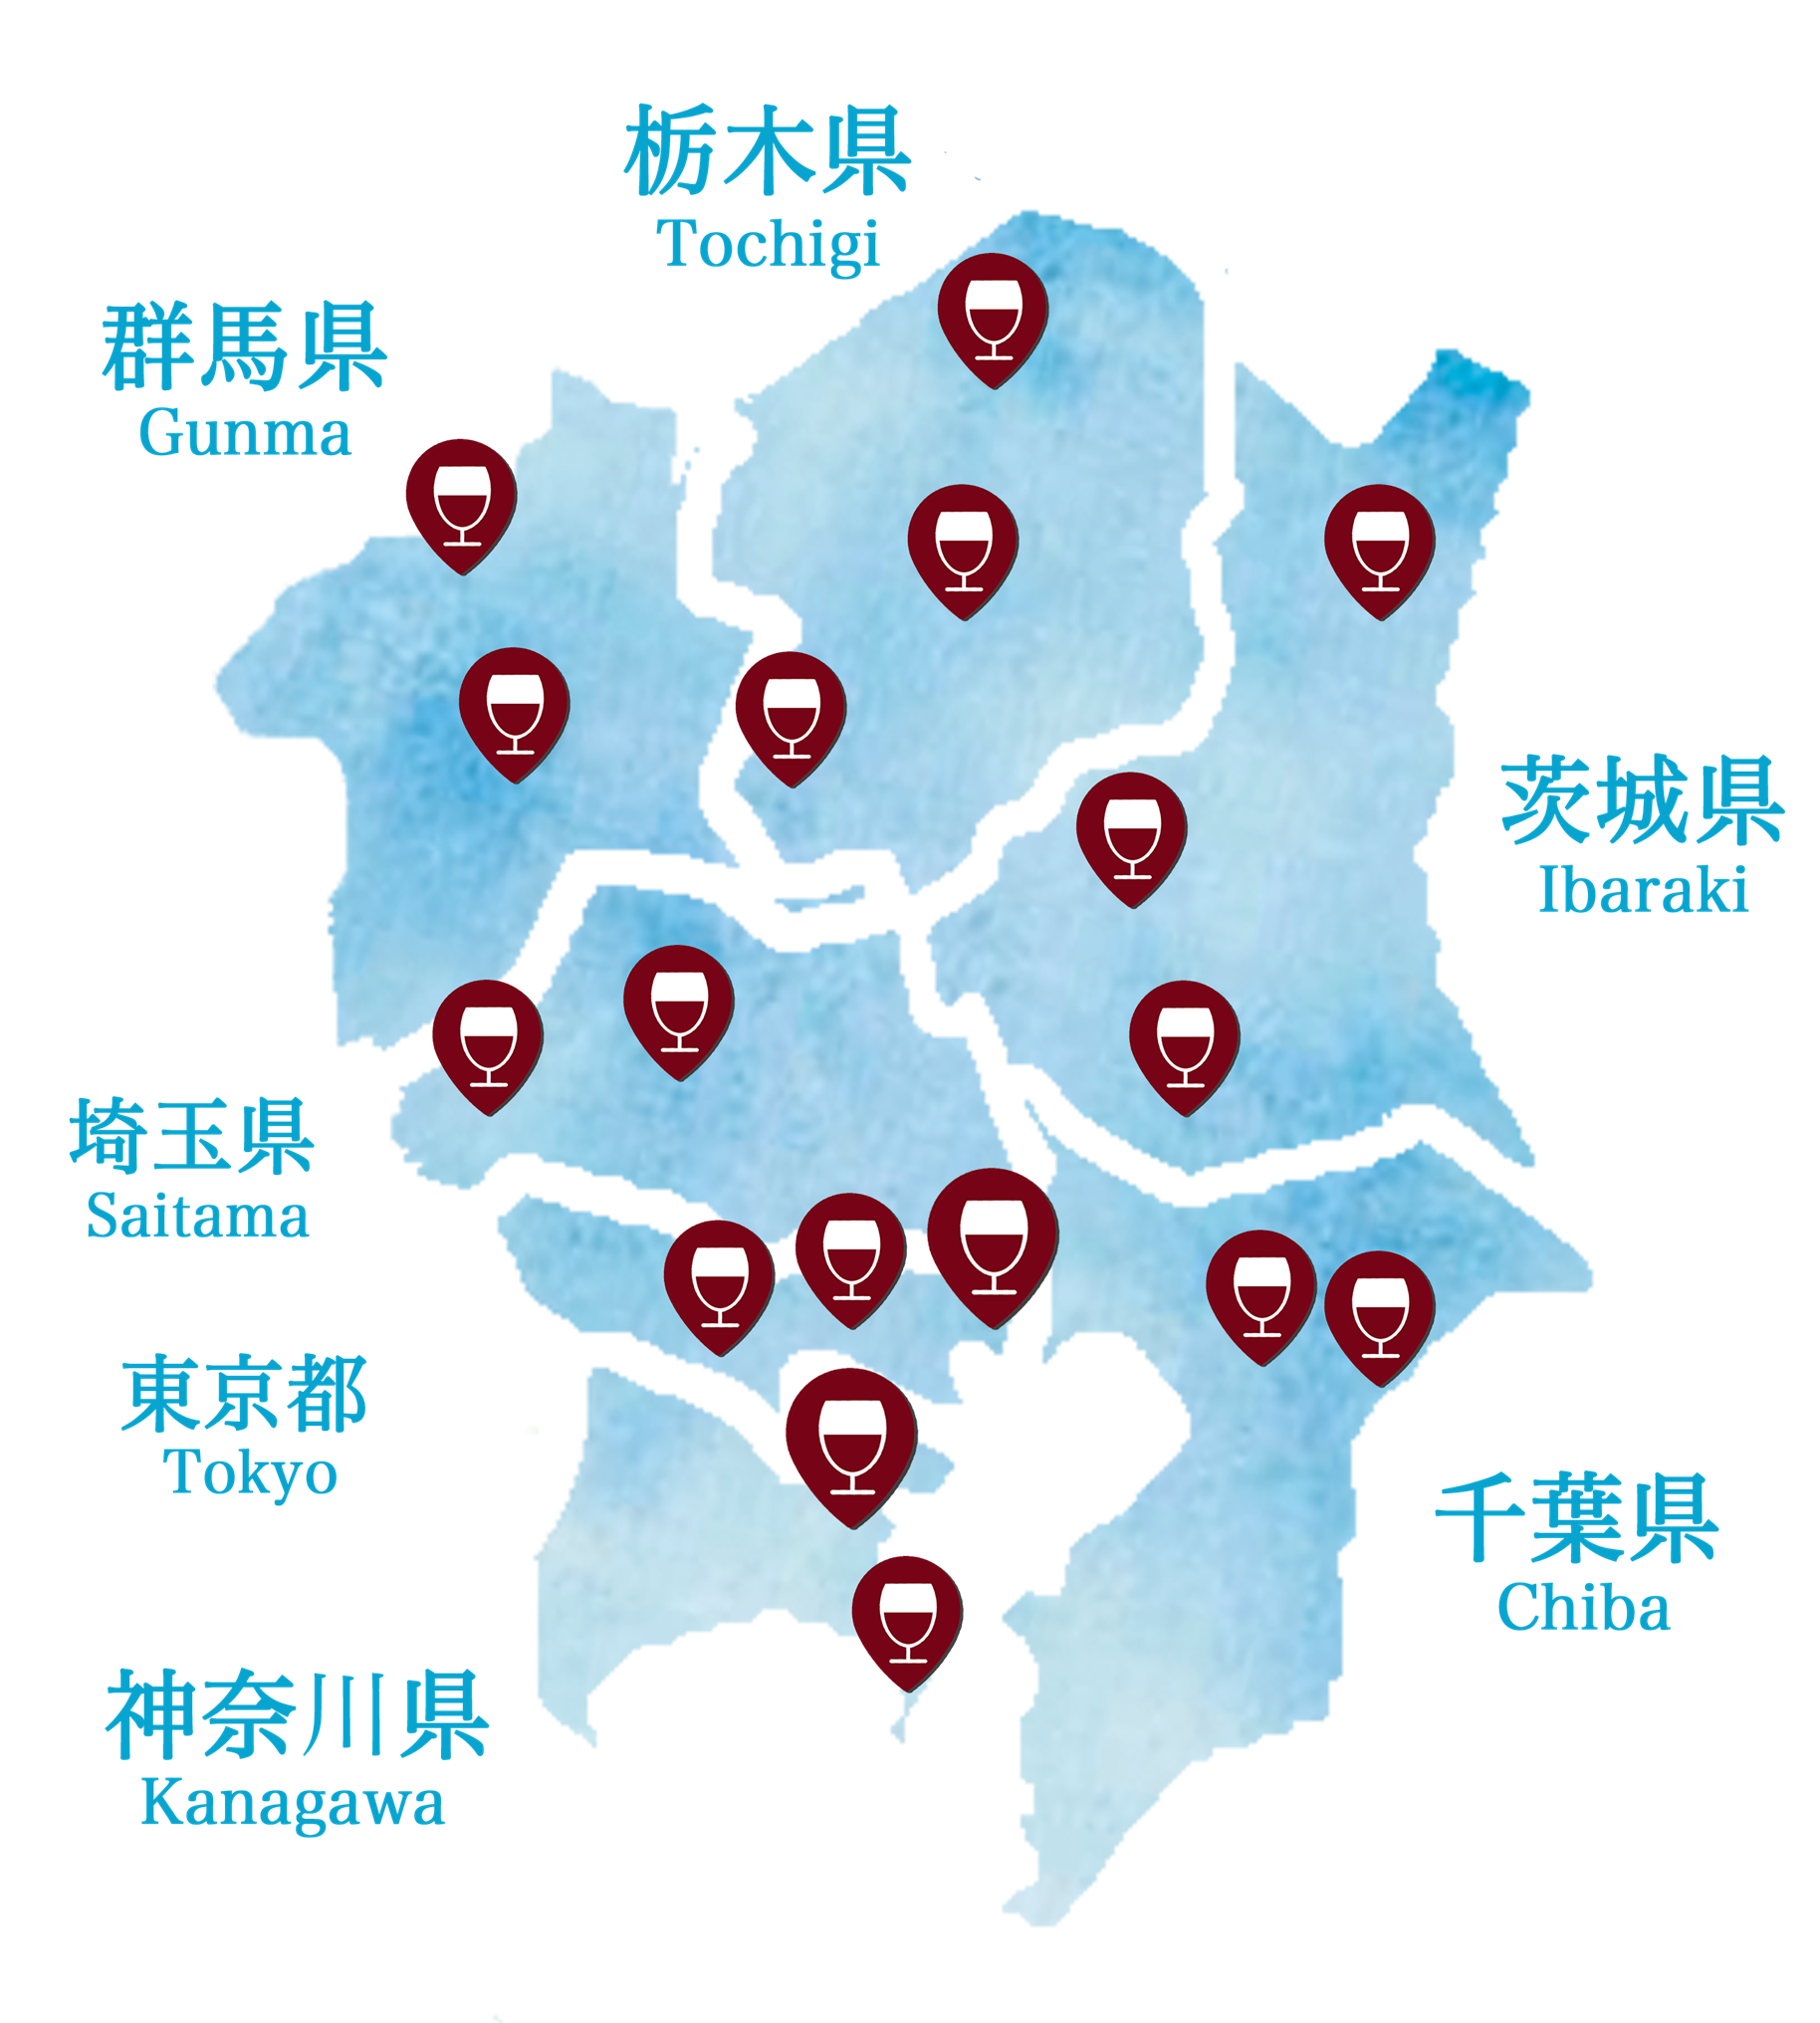 栃木県
Tochigi
群馬県
Gunma
茨城県
Ibaraki
埼玉県
Saitama
東京都
Tokyo
千葉県
Chiba
神奈川県
Kanagawa